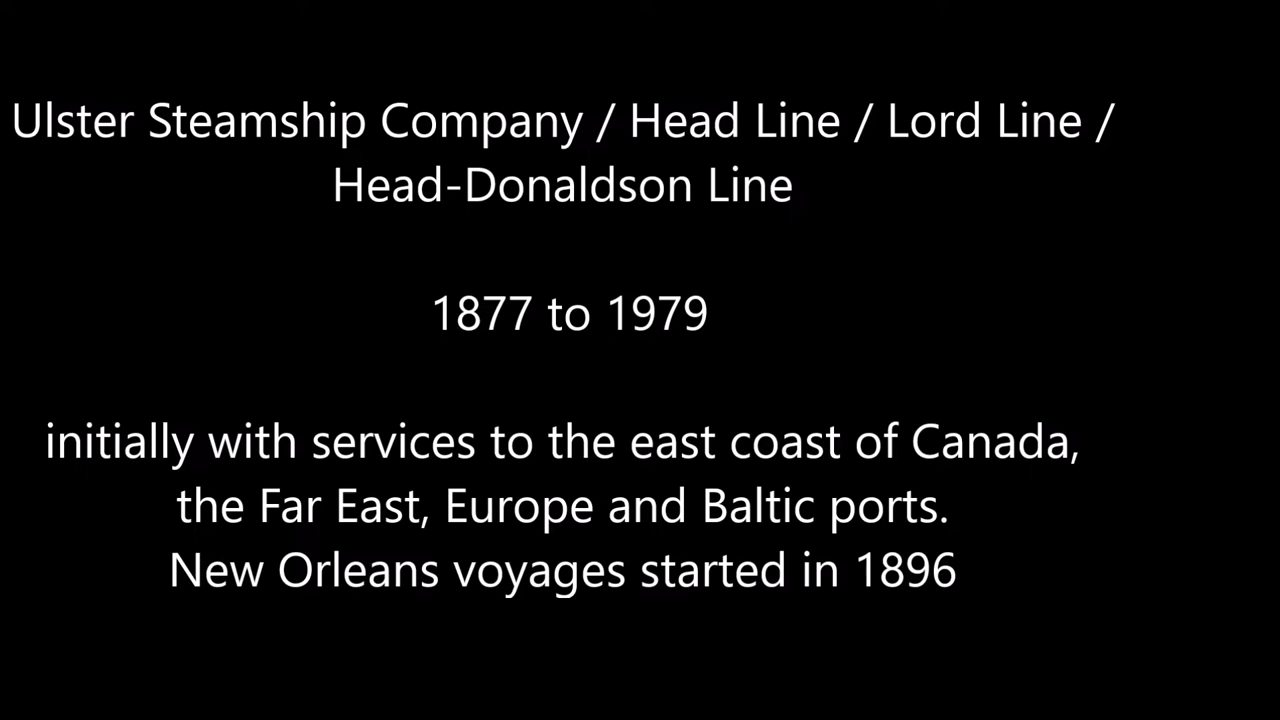 Ulster Steamship Company / Head Line / Lord Line /
Head-Donaldson Line
1877 to 1979
initially with services to the east coast of Canada,
the Far East, Europe and Baltic ports.
New Orleans voyages started in 1896